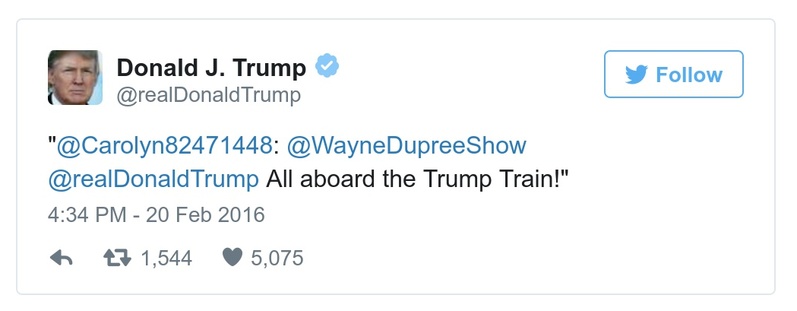 Donald J. Trump
@realDonaldTrump
Follow
"@Carolyn82471448: @WayneDupreeShow
@realDonaldTrump All aboard the Trump Train!"
4:34 PM - 20 Feb 2016
1,544 5,075